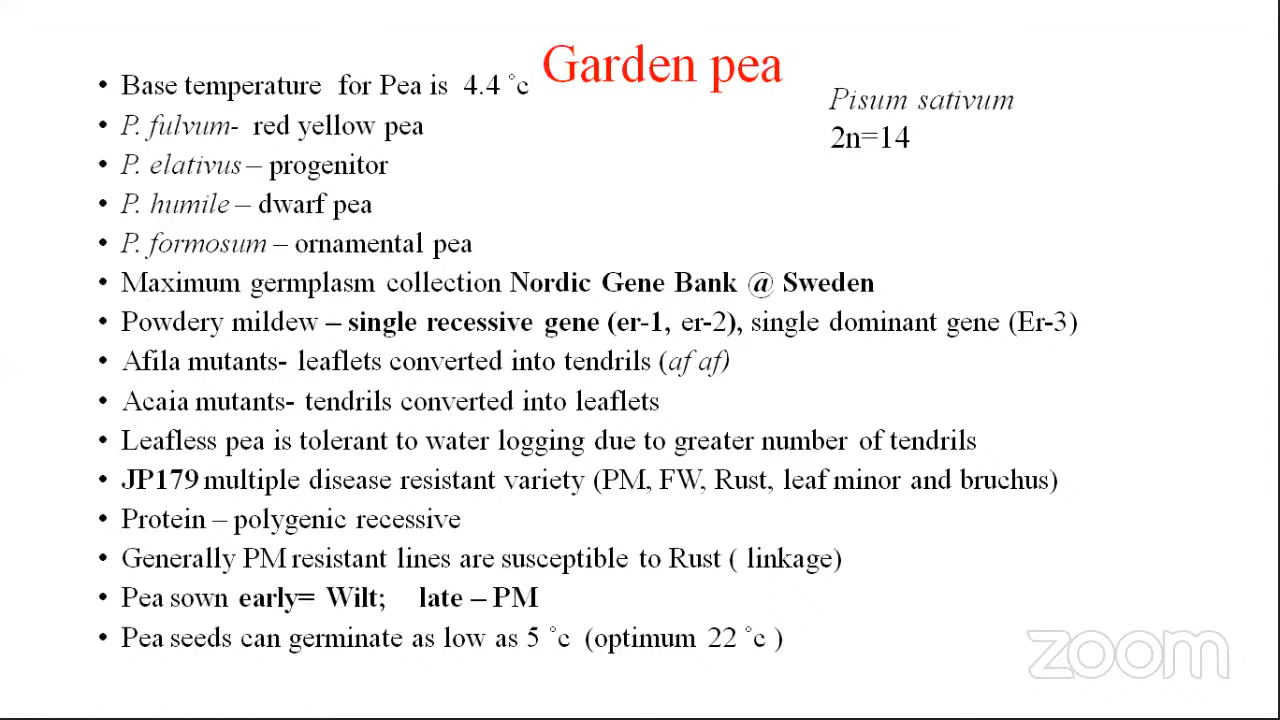 Garden pea
Pisum sativum
2n=14
• Base temperature for Pea is 4.4 °c
• P. fulvum- red yellow pea
• P. elativus – progenitor
• P. humile – dwarf pea
• P. formosum – ornamental pea
• Maximum germplasm collection Nordic Gene Bank @ Sweden
• Powdery mildew – single recessive gene (er-1, er-2), single dominant gene (Er-3)
• Afila mutants- leaflets converted into tendrils (af af)
• Acaia mutants- tendrils converted into leaflets
• Leafless pea is tolerant to water logging due to greater number of tendrils
• JP179 multiple disease resistant variety (PM, FW, Rust, leaf minor and bruchus)
• Protein – polygenic recessive
• Generally PM resistant lines are susceptible to Rust ( linkage)
• Pea sown early= Wilt; late – PM
• Pea seeds can germinate as low as 5 °c (optimum 22 °c )
zoom